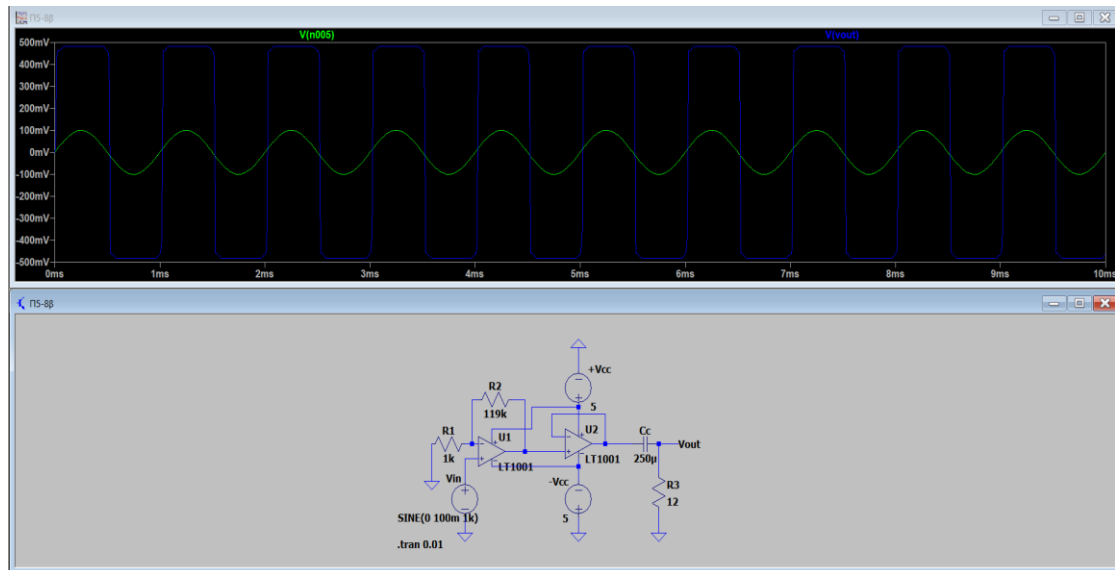 Π5-8β
V(n005) V(vout)
500mV
400mV
300mV
200mV
100mV
0mV
-100mV
-200mV
-300mV
-400mV
-500mV
0ms 1ms 2ms 3ms 4ms 5ms 6ms 7ms 8ms 9ms 10ms
Π5-8β
+Vcc
5
R2
119k
R1
1k
U1
LT1001
U2
LT1001
Cc
250µ
Vout
Vin
-Vcc
5
R3
12
SINE(0 100m 1k)
.tran 0.01